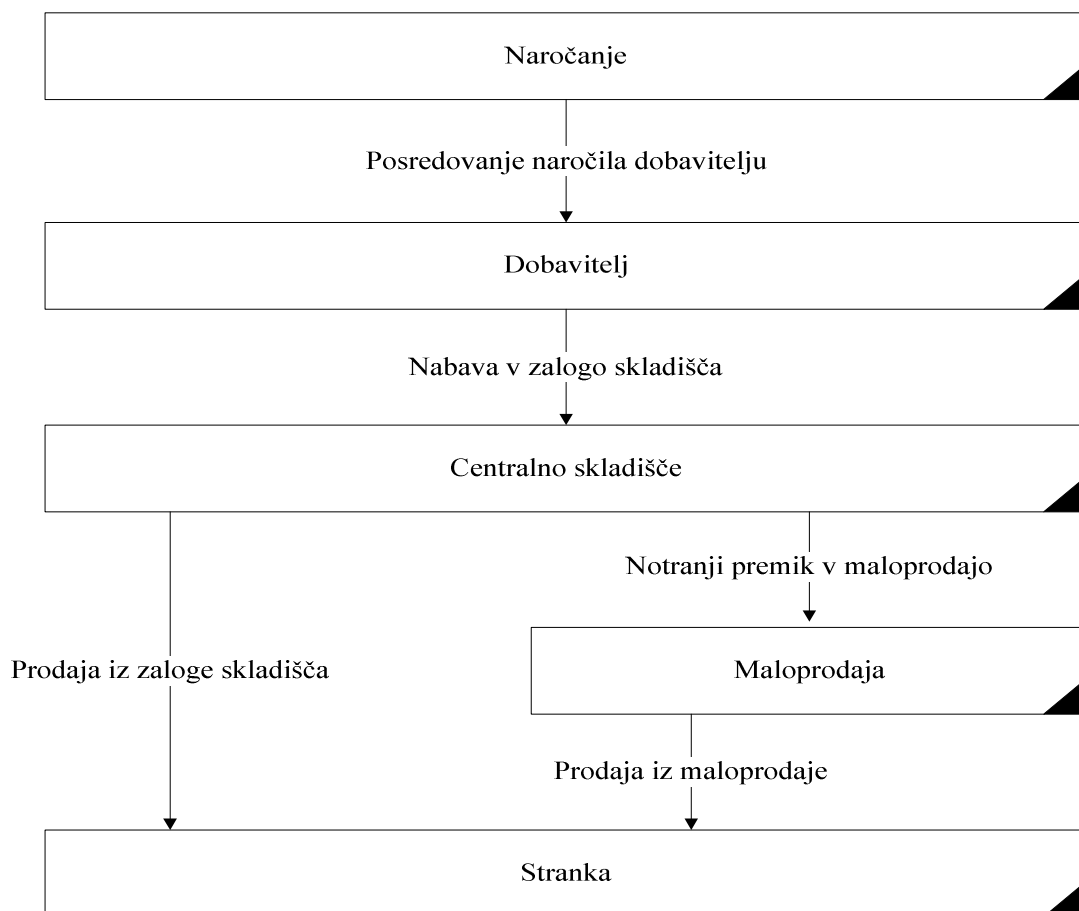 Naročanje
Posredovanje naročila dobavitelju
Dobavitelj
Nabava v zalogo skladišča
Centralno skladišče
Notranji premik v maloprodajo
Prodaja iz zaloge skladišča
Maloprodaja
Prodaja iz maloprodaje
Stranka